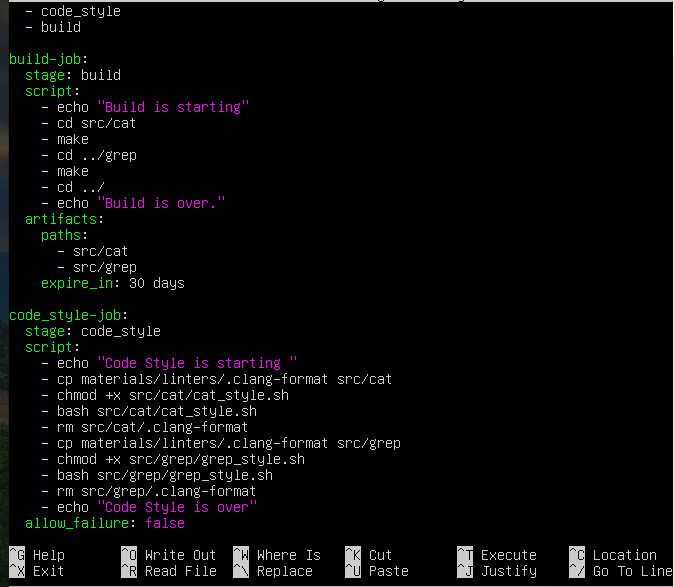 - code_style
- build
build-job:
stage: build
script:
- echo "Build is starting"
- cd src/cat
- make
- cd ../grep
- make
- cd ../
- echo "Build is over."
artifacts:
paths:
- src/cat
- src/grep
expire_in: 30 days
code_style-job:
stage: code_style
script:
- echo "Code Style is starting "
- cp materials/linters/.clang-format src/cat
- chmod +x src/cat/cat_style.sh
- bash src/cat/cat_style.sh
- rm src/cat/.clang-format
- cp materials/linters/.clang-format src/grep
- chmod +x src/grep/grep_style.sh
- bash src/grep/grep_style.sh
- rm src/grep/.clang-format
- echo "Code Style is over"
allow_failure: false
^G Help ^O Write Out ^W Where Is ^K Cut ^T Execute ^C Location
^X Exit ^R Read File ^\ Replace ^U Paste ^J Justify ^/ Go To Line